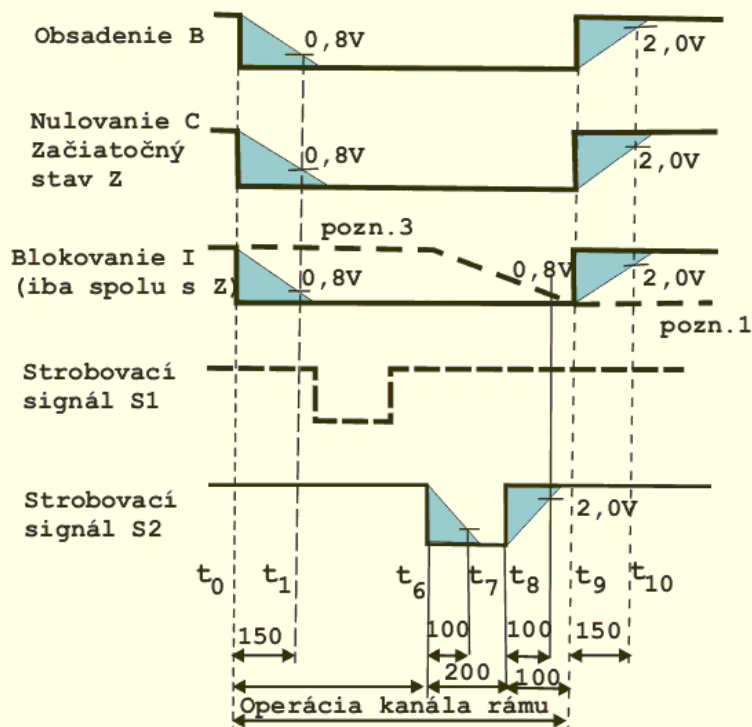 Obsadenie B
0,8V
2,0V
Nulovanie C
Začiatočný
stav Z
0,8V
2,0V
pozn.3
Blokovanie I
(iba spolu s Z)
0,8V
0,8V
2,0V
pozn.1
Strobovací
signál S1
Strobovací
signál S2
2,0V
t0 t1 t6 t7 t8 t9 t10
150 100 100 150
200 100
Operácia kanála rámu